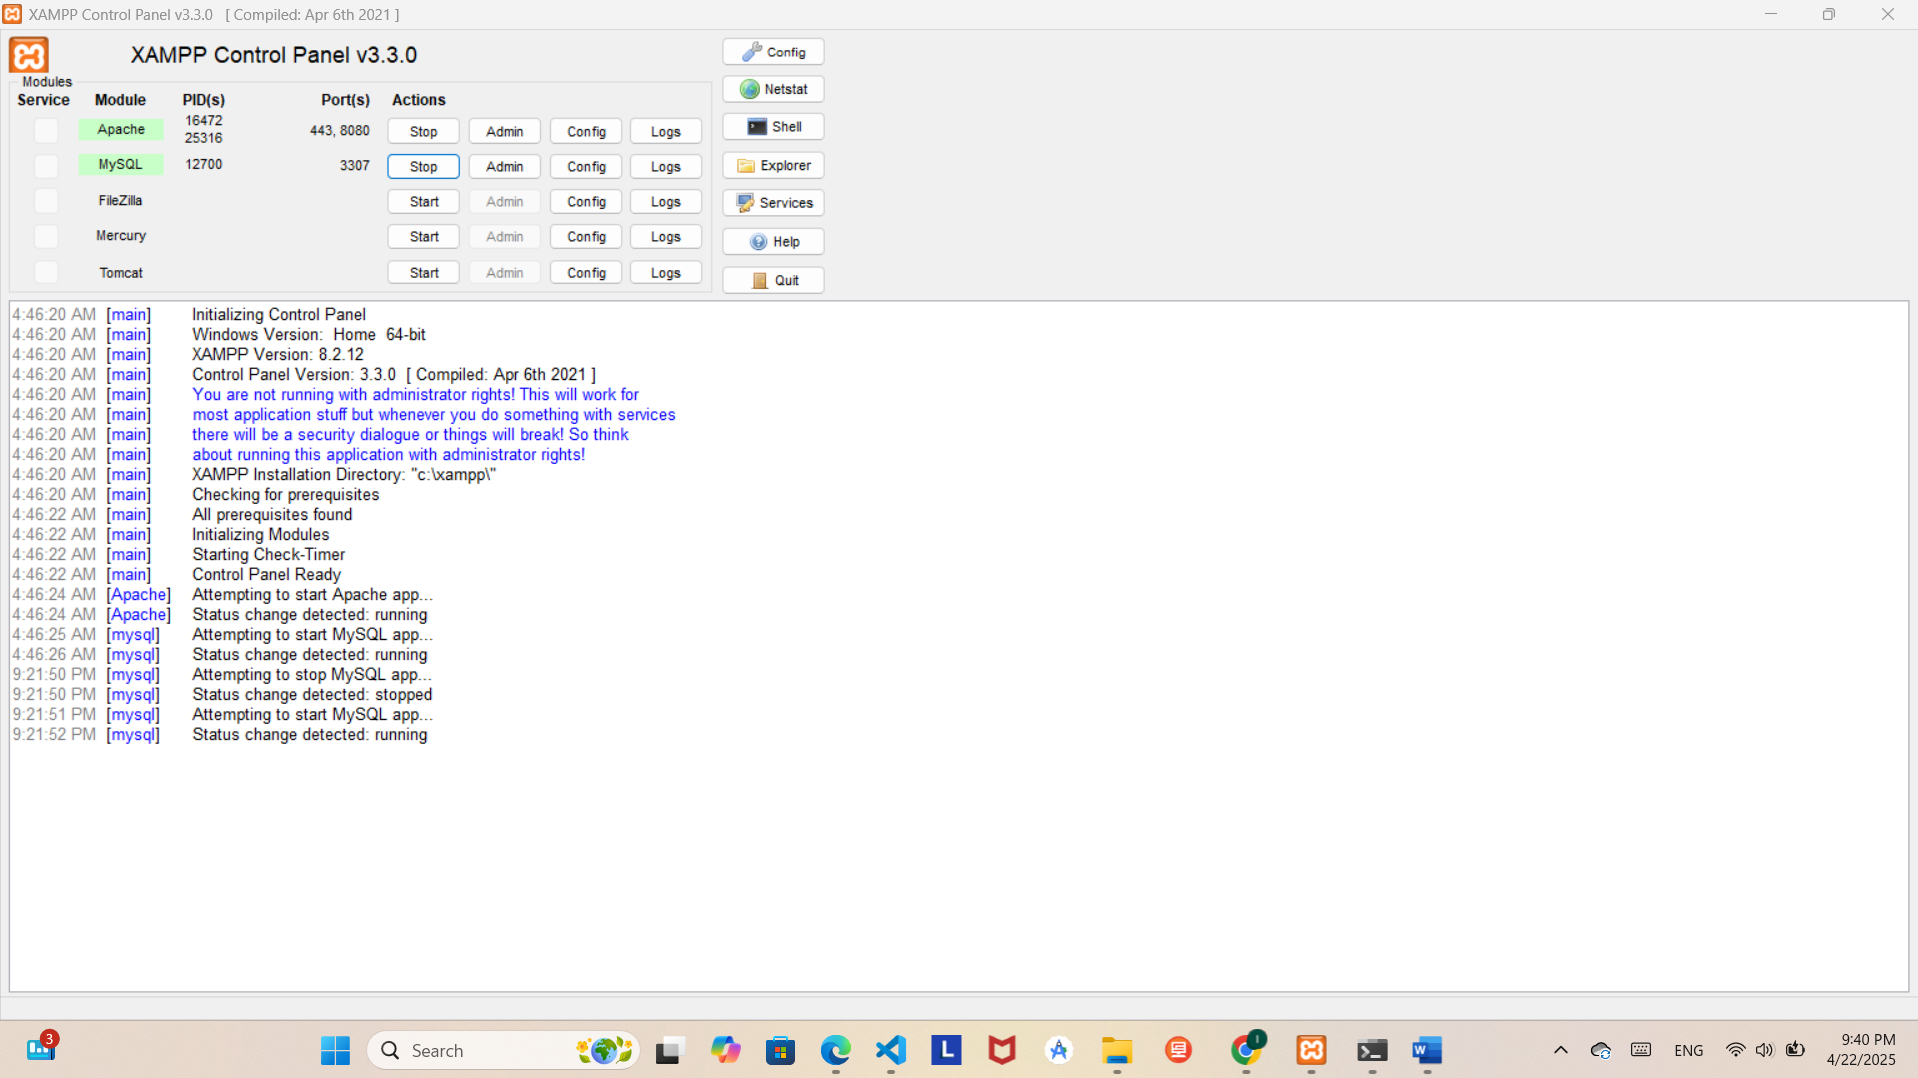 XAMPP Control Panel v3.3.0 [ Compiled: Apr 6th 2021 ]
XAMPP Control Panel v3.3.0
Modules
Service Module PID(s) Port(s) Actions
Apache 16472 25316 443, 8080 Stop Admin Config Logs
MySQL 12700 3307 Stop Admin Config Logs
FileZilla Start Admin Config Logs
Mercury Start Admin Config Logs
Tomcat Start Admin Config Logs
Config
Netstat
Shell
Explorer
Services
Help
Quit
4:46:20 AM [main] Initializing Control Panel
4:46:20 AM [main] Windows Version: Home 64-bit
4:46:20 AM [main] XAMPP Version: 8.2.12
4:46:20 AM [main] Control Panel Version: 3.3.0 [ Compiled: Apr 6th 2021 ]
4:46:20 AM [main] You are not running with administrator rights! This will work for
4:46:20 AM [main] most application stuff but whenever you do something with services
4:46:20 AM [main] there will be a security dialogue or things will break! So think
4:46:20 AM [main] about running this application with administrator rights!
4:46:20 AM [main] XAMPP Installation Directory: "c:\xampp\"
4:46:20 AM [main] Checking for prerequisites
4:46:22 AM [main] All prerequisites found
4:46:22 AM [main] Initializing Modules
4:46:22 AM [main] Starting Check-Timer
4:46:22 AM [main] Control Panel Ready
4:46:24 AM [Apache] Attempting to start Apache app...
4:46:24 AM [Apache] Status change detected: running
4:46:25 AM [mysql] Attempting to start MySQL app...
4:46:26 AM [mysql] Status change detected: running
9:21:50 PM [mysql] Attempting to stop MySQL app...
9:21:50 PM [mysql] Status change detected: stopped
9:21:51 PM [mysql] Attempting to start MySQL app...
9:21:52 PM [mysql] Status change detected: running
3
Search
L
W
ENG
9:40 PM
4/22/2025